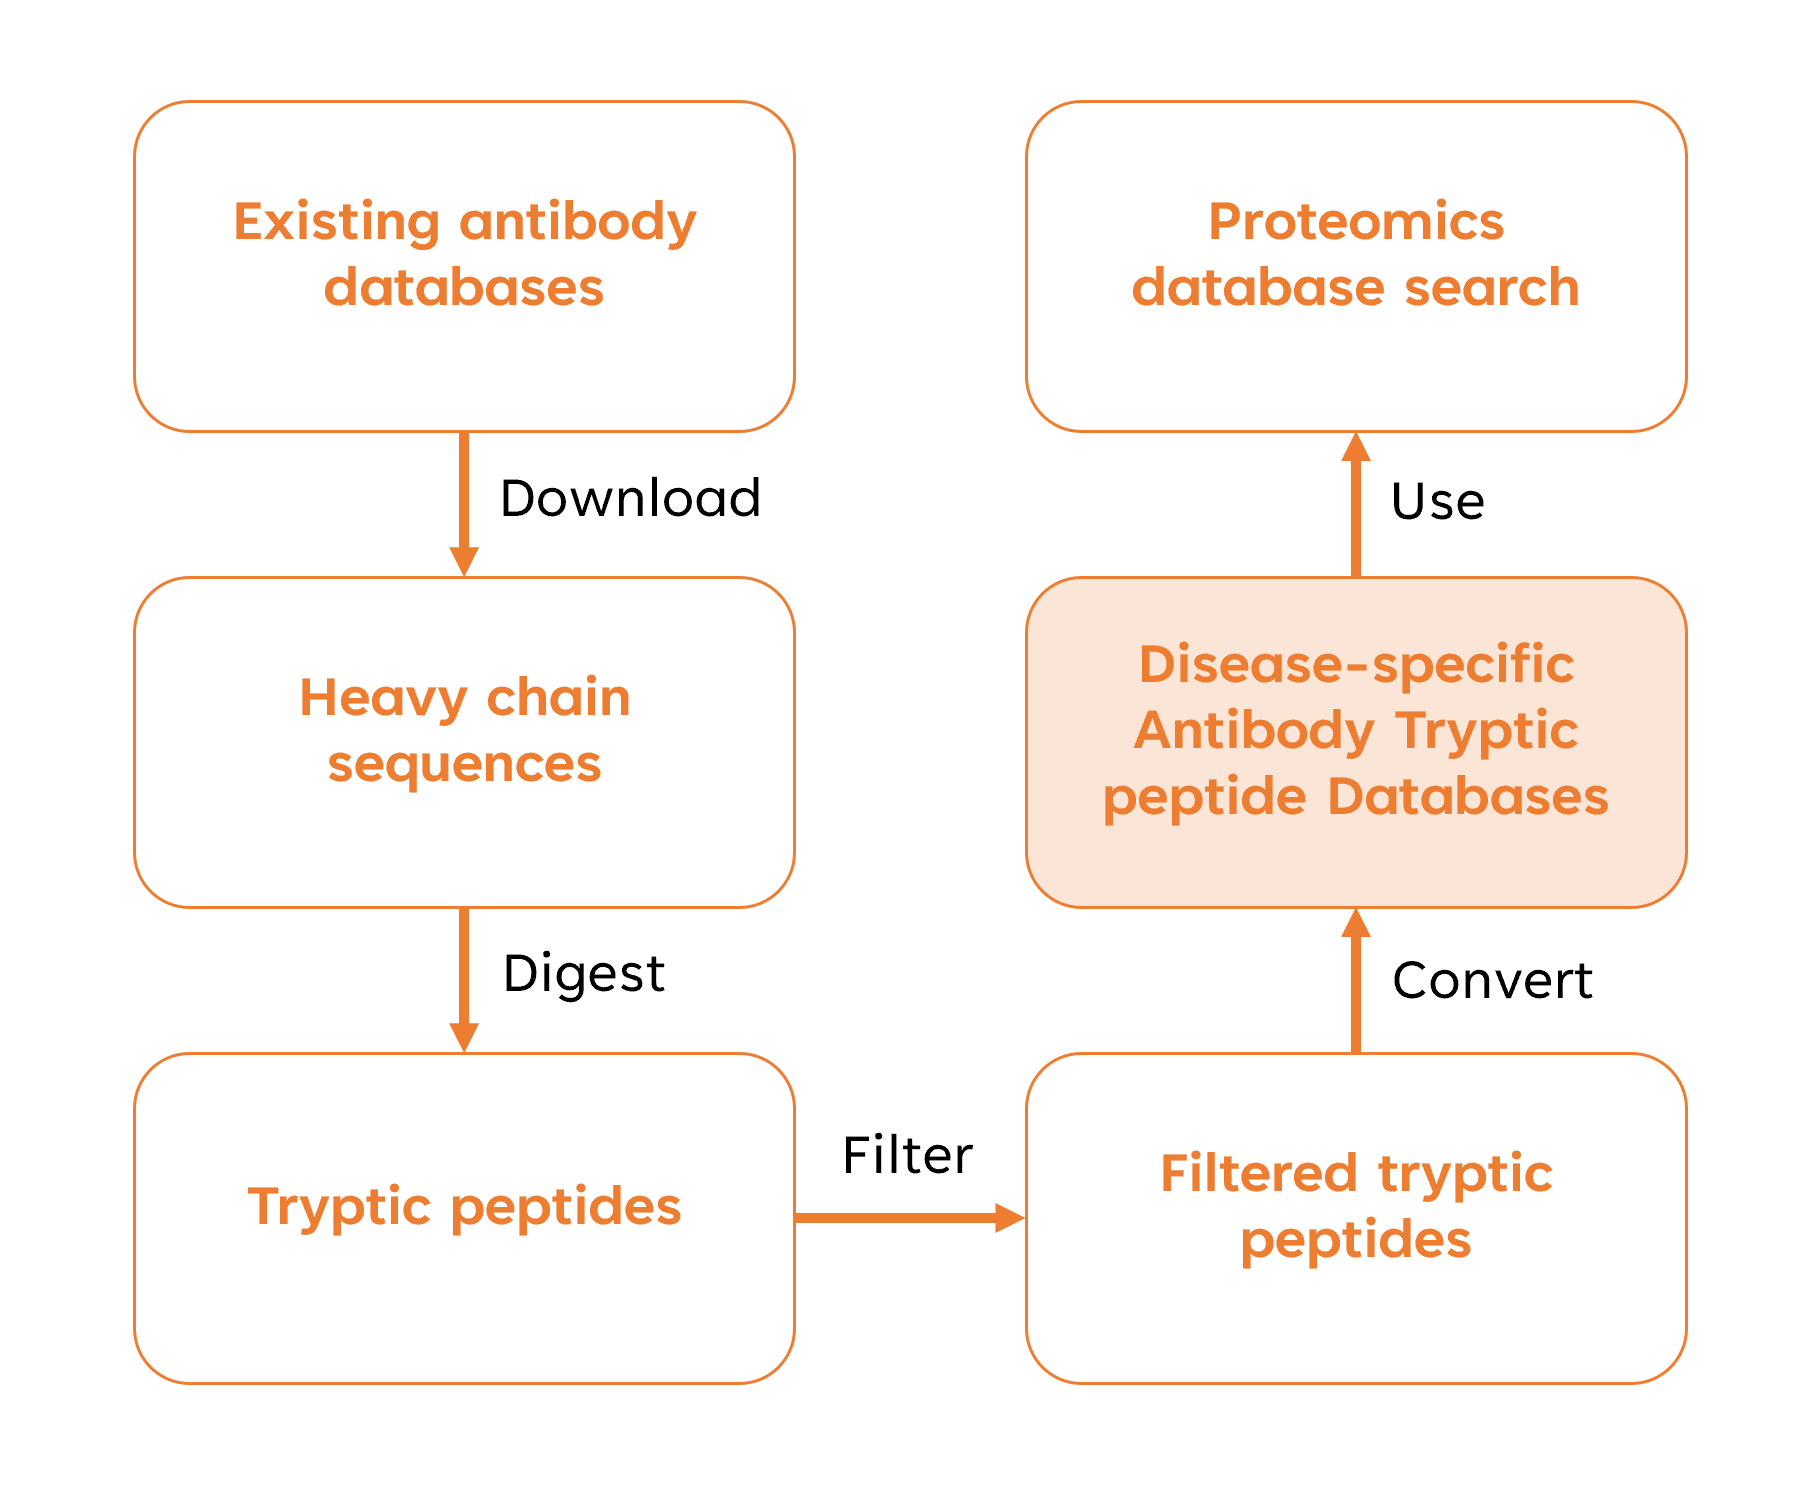 Existing antibody
databases
Download
Heavy chain
sequences
Digest
Tryptic peptides
Filter
Filtered tryptic
peptides
Convert
Disease-specific
Antibody Tryptic
peptide Databases
Use
Proteomics
database search